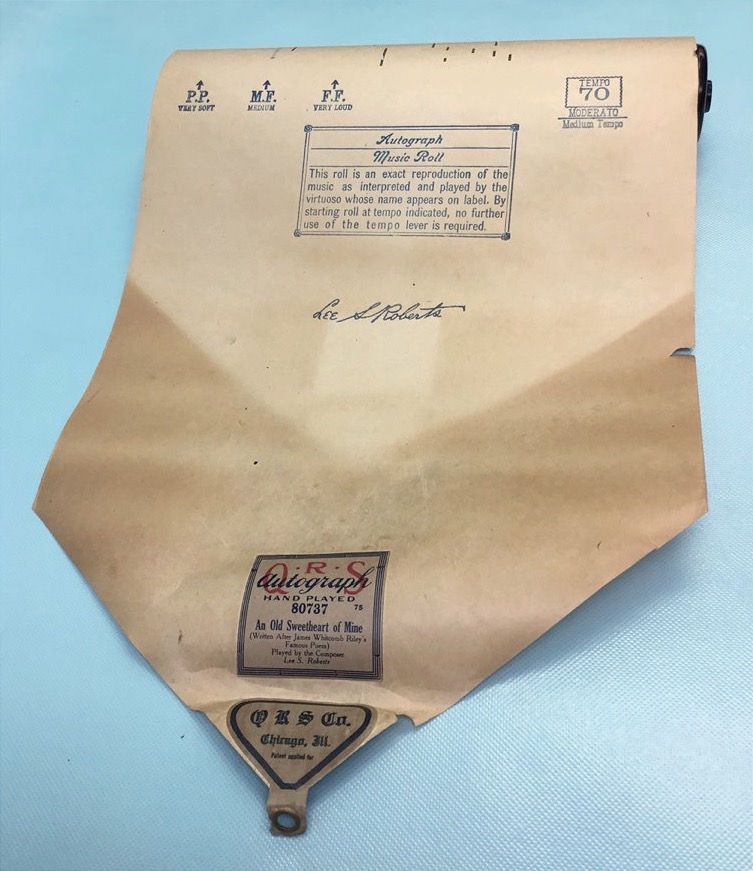 P.P. M.F. F.F.
VERY SOFT MEDIUM VERY LOUD
TEMPO
70
MODERATO
Medium Tempo
Autograph
Music Roll
This roll is an exact reproduction of the
music as interpreted and played by the
virtuoso whose name appears on label. By
starting roll at tempo indicated, no further
use of the tempo lever is required.
Lee S Roberts
Q·R·S
Autograph
HAND PLAYED
80737 75
An Old Sweetheart of Mine
(Written After James Whitcomb Riley's
Famous Poem)
Played by the Composer
Lee S. Roberts
Q R S Co.
Chicago, Ill.
Patent applied for